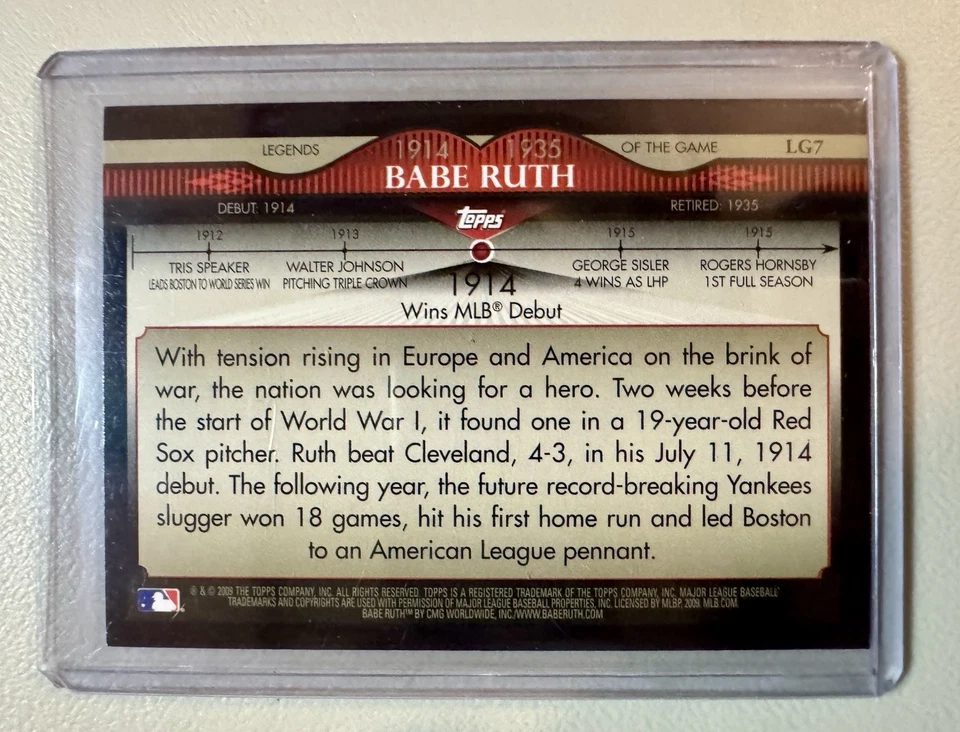 LEGENDS 1914 1935 OF THE GAME LG7
BABE RUTH
DEBUT: 1914 RETIRED: 1935
Topps
1912 1913 1915 1915
TRIS SPEAKER WALTER JOHNSON GEORGE SISLER ROGERS HORNSBY
LEADS BOSTON TO WORLD SERIES WIN PITCHING TRIPLE CROWN 1914 4 WINS AS LHP 1ST FULL SEASON
Wins MLB® Debut
With tension rising in Europe and America on the brink of
war, the nation was looking for a hero. Two weeks before
the start of World War I, it found one in a 19-year-old Red
Sox pitcher. Ruth beat Cleveland, 4-3, in his July 11, 1914
debut. The following year, the future record-breaking Yankees
slugger won 18 games, hit his first home run and led Boston
to an American League pennant.
® & © 2009 THE TOPPS COMPANY, INC. ALL RIGHTS RESERVED. TOPPS IS A REGISTERED TRADEMARK OF THE TOPPS COMPANY, INC. MAJOR LEAGUE BASEBALL
TRADEMARKS AND COPYRIGHTS ARE USED WITH PERMISSION OF MAJOR LEAGUE BASEBALL PROPERTIES, INC. LICENSED BY MLBP, 2009. MLB.COM.
BABE RUTH™ BY CMG WORLDWIDE, INC./WWW.BABERUTH.COM